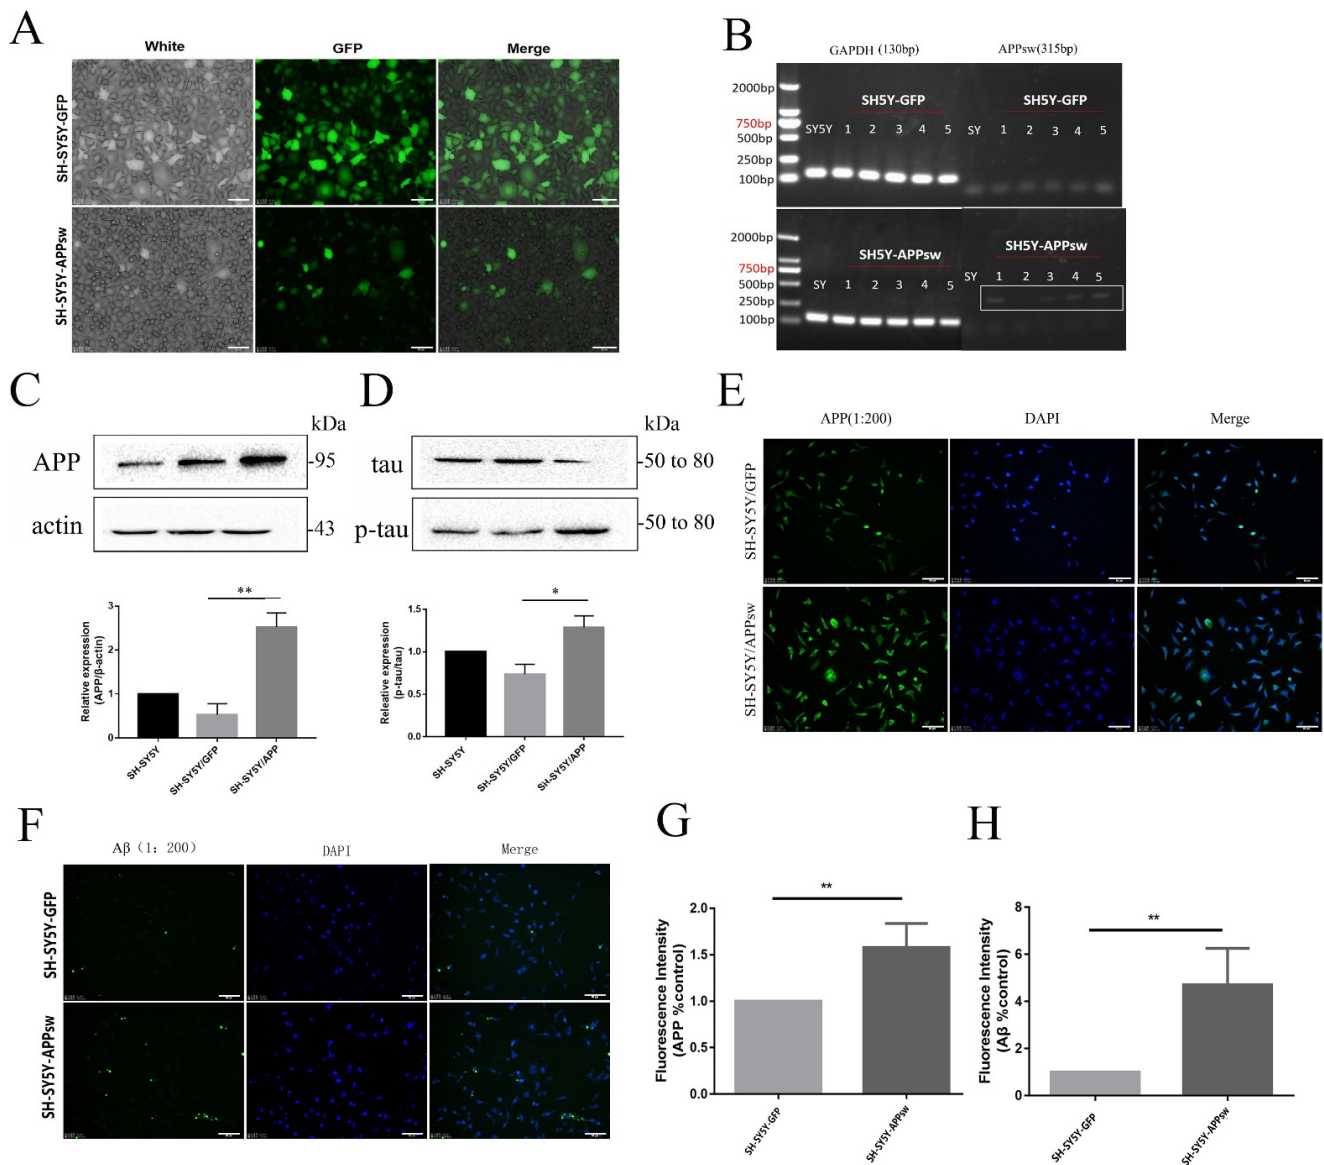 A
White GFP Merge
SH-SY5Y-GFP
SH-SY5Y-APPsw
B
GAPDH (130bp) APPsw(315bp)
2000bp
750bp
500bp
250bp
100bp
SH5Y-GFP
SY5Y 1 2 3 4 5
SH5Y-GFP
SY 1 2 3 4 5
2000bp
750bp
500bp
250bp
100bp
SH5Y-APPsw
SY 1 2 3 4 5
SH5Y-APPsw
SY 1 2 3 4 5
C
kDa
APP -95
actin -43
**
Relative expression
(APP/β-actin)
3
2
1
0
SH-SY5Y
SH-SY5Y/GFP
SH-SY5Y/APP
D
kDa
tau -50 to 80
p-tau -50 to 80
*
Releative expression
(p-tau/tau)
1.5
1.0
0.5
0.0
SH-SY5Y
SH-SY5Y/GFP
SH-SY5Y/APP
E
APP(1:200) DAPI Merge
SH-SY5Y/GFP
SH-SY5Y/APPsw
F
Aβ（1：200） DAPI Merge
SH-SY5Y-GFP
SH-SY5Y-APPsw
G
**
Fluorescence Intensity
(APP %control)
2.0
1.5
1.0
0.5
0.0
SH-SY5Y-GFP
SH-SY5Y-APPsw
H
**
Fluorescence Intensity
(Aβ %control)
8
6
4
2
0
SH-SY5Y-GFP
SH-SY5Y-APPsw